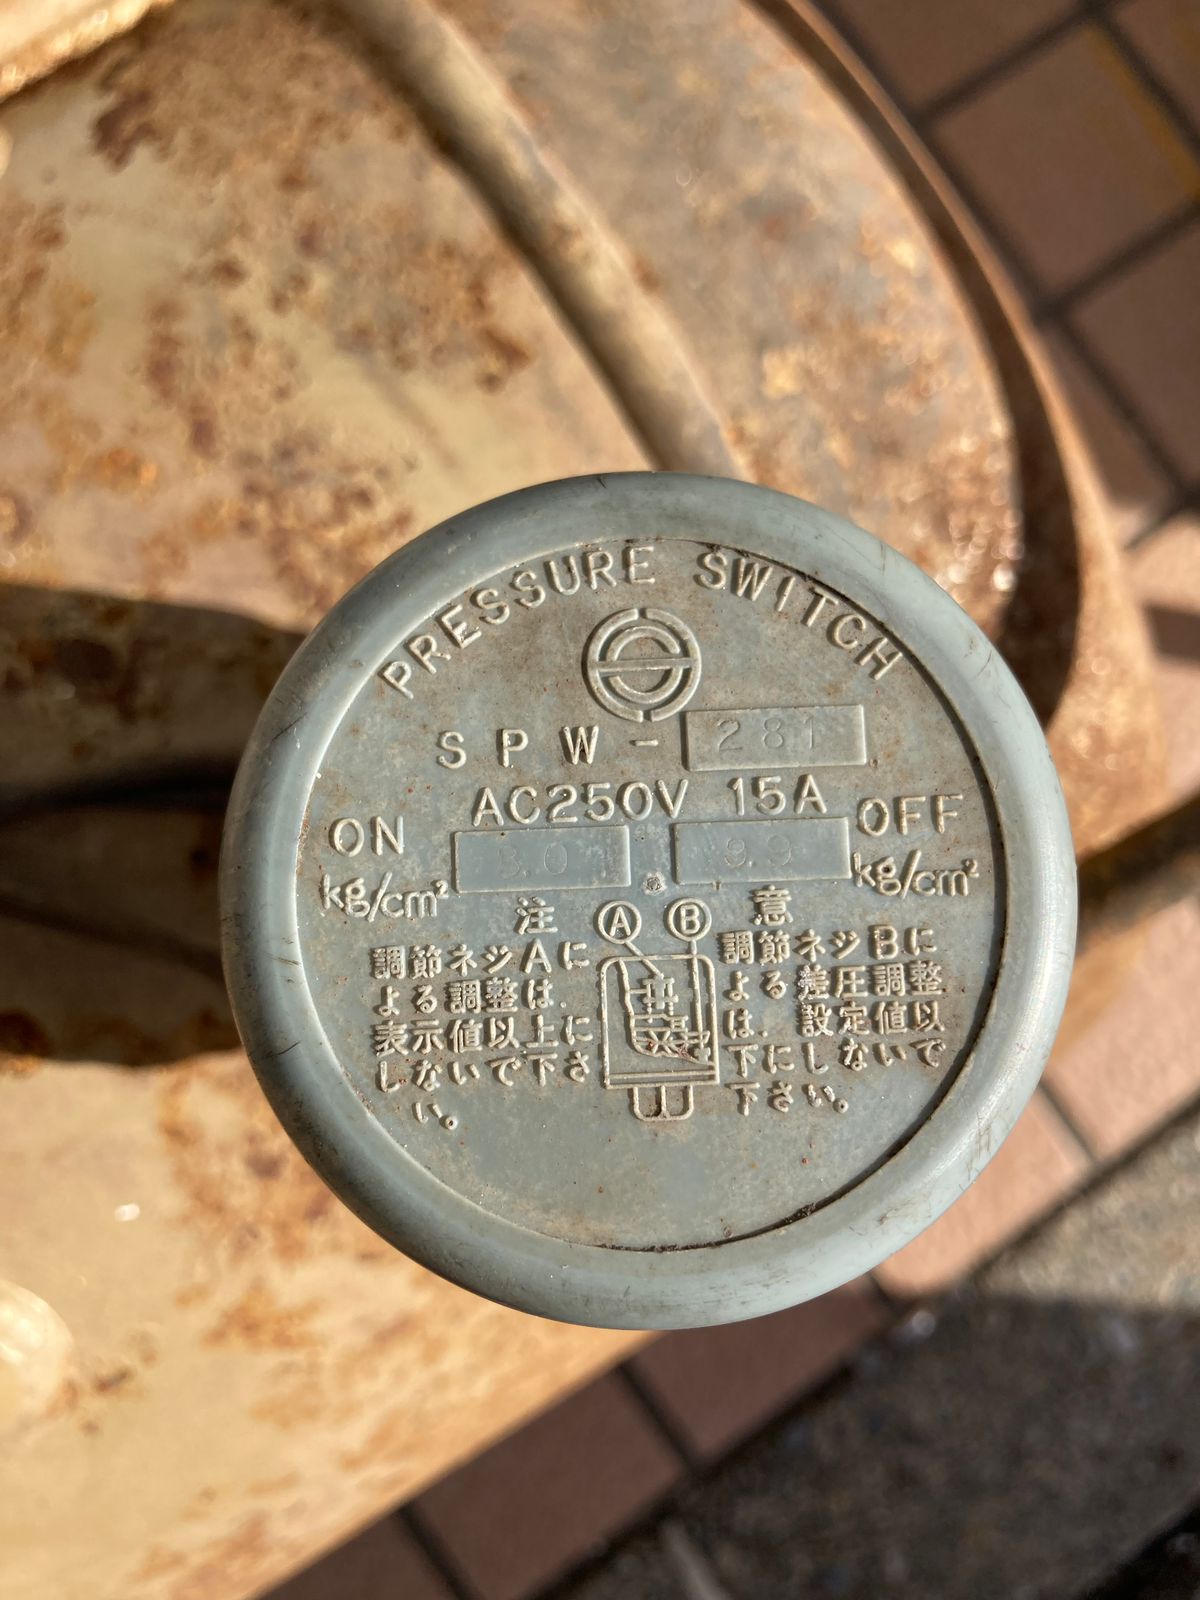 PRESSURE SWITCH
SPW-281
AC250V 15A
ON OFF
kg/cm² 9.9 kg/cm²
注 Ⓐ Ⓑ 意
調節ネジAに
よる調整は.
表示値以上に
しないで下さ
い。
調節ネジBに
よる差圧調整
は. 設定値以
下にしないで
下さい。